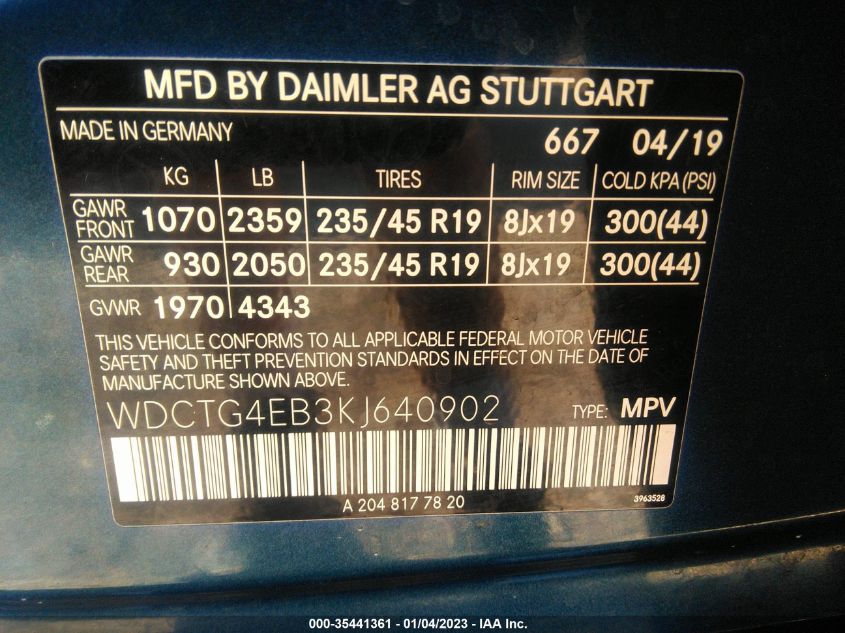 MFD BY DAIMLER AG STUTTGART
MADE IN GERMANY 667 04/19
KG LB TIRES RIM SIZE COLD KPA (PSI)
GAWR FRONT 1070 2359 235/45 R19 8Jx19 300(44)
GAWR REAR 930 2050 235/45 R19 8Jx19 300(44)
GVWR 1970 4343
THIS VEHICLE CONFORMS TO ALL APPLICABLE FEDERAL MOTOR VEHICLE
SAFETY AND THEFT PREVENTION STANDARDS IN EFFECT ON THE DATE OF
MANUFACTURE SHOWN ABOVE.
WDCTG4EB3KJ640902 TYPE: MPV
A 204 817 78 20 3963528
000-35441361 - 01/04/2023 - IAA Inc.